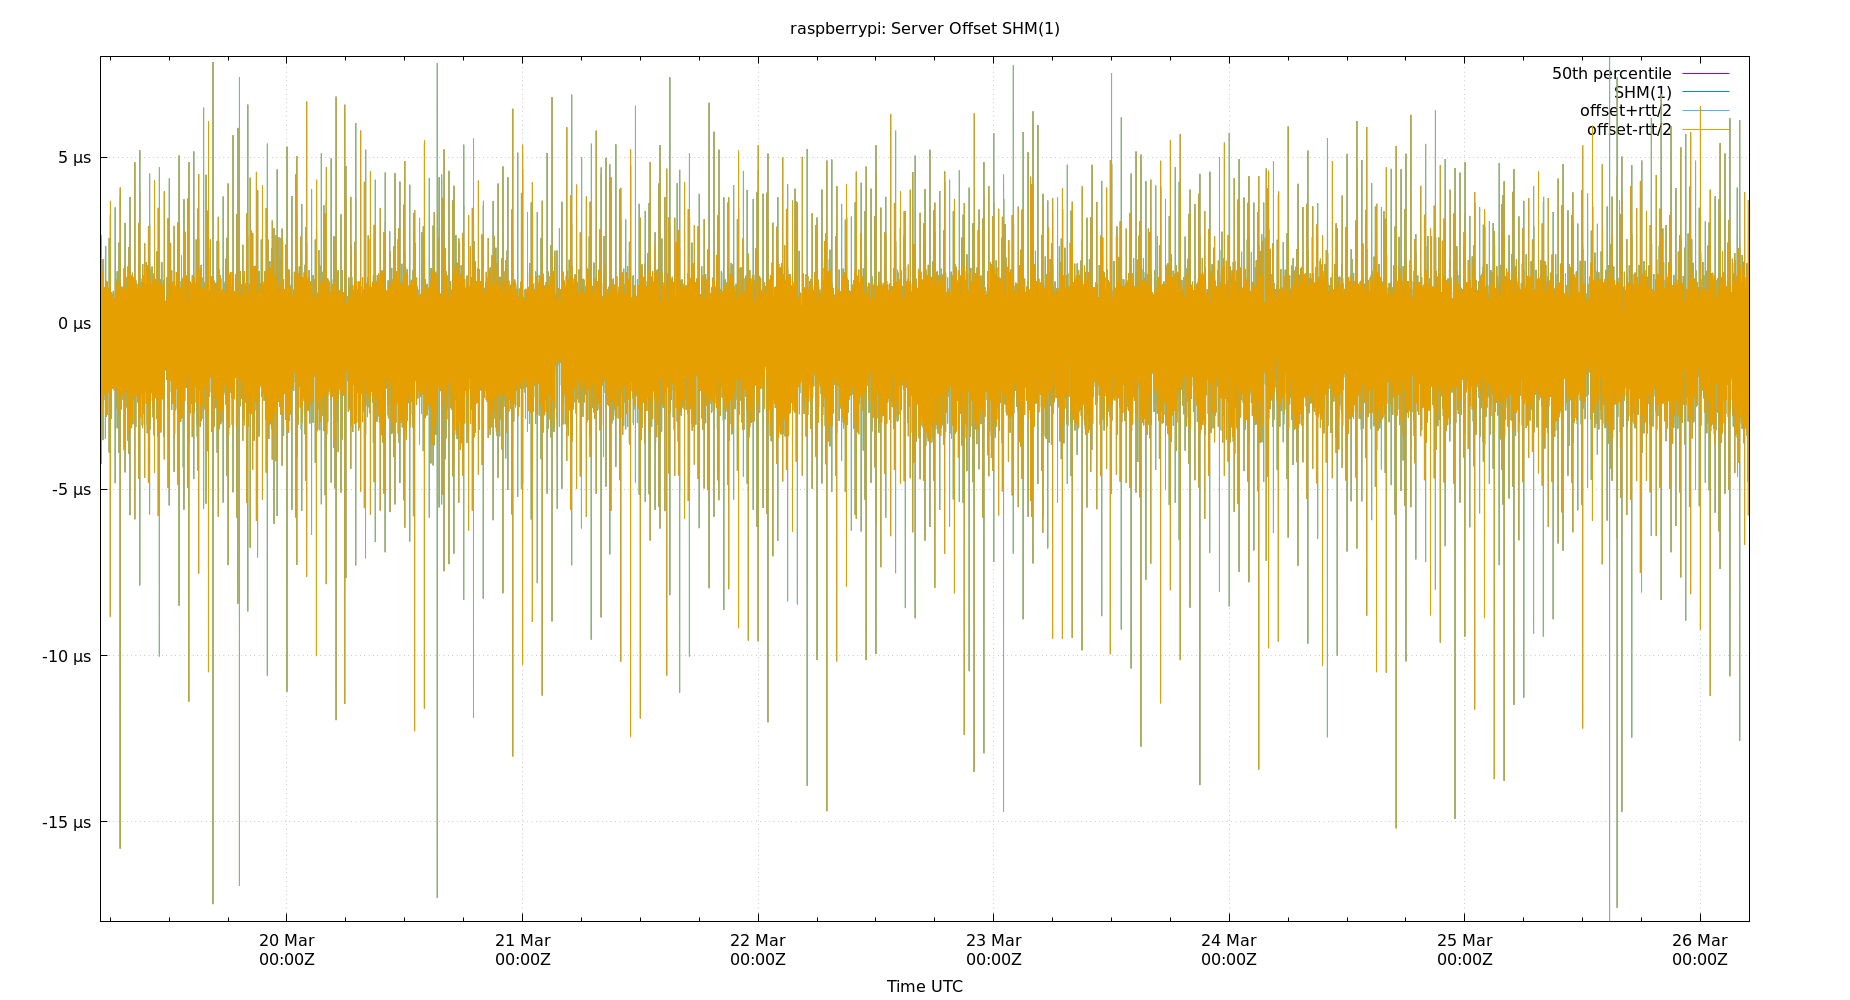 raspberrypi: Server Offset SHM(1)
50th percentile
SHM(1)
offset+rtt/2
offset-rtt/2
5 µs
0 µs
-5 µs
-10 µs
-15 µs
20 Mar 21 Mar 22 Mar 23 Mar 24 Mar 25 Mar 26 Mar
00:00Z 00:00Z 00:00Z 00:00Z 00:00Z 00:00Z 00:00Z
Time UTC